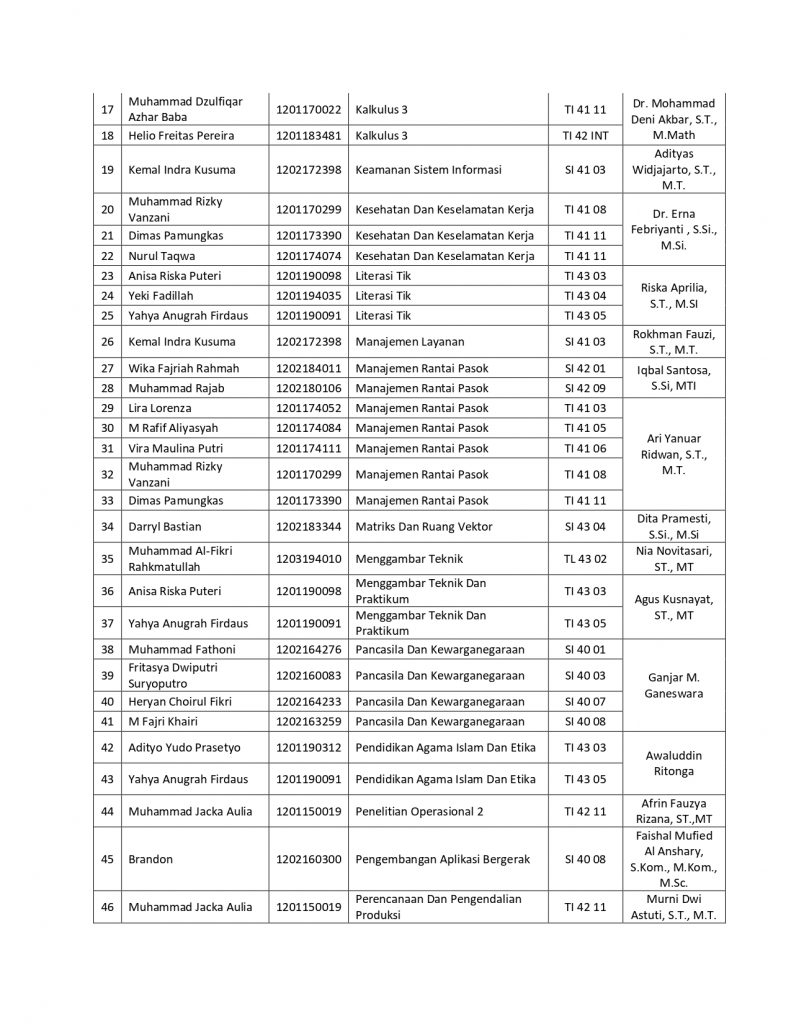 17 Muhammad Dzulfiqar Azhar Baba 1201170022 Kalkulus 3 TI 41 11 Dr. Mohammad Deni Akbar, S.T., M.Math
18 Helio Freitas Pereira 1201183481 Kalkulus 3 TI 42 INT
19 Kemal Indra Kusuma 1202172398 Keamanan Sistem Informasi SI 41 03 Adityas Widjajarto, S.T., M.T.
20 Muhammad Rizky Vanzani 1201170299 Kesehatan Dan Keselamatan Kerja TI 41 08 Dr. Erna Febriyanti , S.Si., M.Si.
21 Dimas Pamungkas 1201173390 Kesehatan Dan Keselamatan Kerja TI 41 11
22 Nurul Taqwa 1201174074 Kesehatan Dan Keselamatan Kerja TI 41 11
23 Anisa Riska Puteri 1201190098 Literasi Tik TI 43 03 Riska Aprilia, S.T., M.SI
24 Yeki Fadillah 1201194035 Literasi Tik TI 43 04
25 Yahya Anugrah Firdaus 1201190091 Literasi Tik TI 43 05
26 Kemal Indra Kusuma 1202172398 Manajemen Layanan SI 41 03 Rokhman Fauzi, S.T., M.T.
27 Wika Fajriah Rahmah 1202184011 Manajemen Rantai Pasok SI 42 01 Iqbal Santosa, S.Si, MTI
28 Muhammad Rajab 1202180106 Manajemen Rantai Pasok SI 42 09
29 Lira Lorenza 1201174052 Manajemen Rantai Pasok TI 41 03 Ari Yanuar Ridwan, S.T., M.T.
30 M Rafif Aliyasyah 1201174084 Manajemen Rantai Pasok TI 41 05
31 Vira Maulina Putri 1201174111 Manajemen Rantai Pasok TI 41 06
32 Muhammad Rizky Vanzani 1201170299 Manajemen Rantai Pasok TI 41 08
33 Dimas Pamungkas 1201173390 Manajemen Rantai Pasok TI 41 11
34 Darryl Bastian 1202183344 Matriks Dan Ruang Vektor SI 43 04 Dita Pramesti, S.Si., M.Si
35 Muhammad Al-Fikri Rahkmatullah 1203194010 Menggambar Teknik TL 43 02 Nia Novitasari, ST., MT
36 Anisa Riska Puteri 1201190098 Menggambar Teknik Dan Praktikum TI 43 03 Agus Kusnayat, ST., MT
37 Yahya Anugrah Firdaus 1201190091 Menggambar Teknik Dan Praktikum TI 43 05
38 Muhammad Fathoni 1202164276 Pancasila Dan Kewarganegaraan SI 40 01 Ganjar M. Ganeswara
39 Fritasya Dwiputri Suryoputro 1202160083 Pancasila Dan Kewarganegaraan SI 40 03
40 Heryan Choirul Fikri 1202164233 Pancasila Dan Kewarganegaraan SI 40 07
41 M Fajri Khairi 1202163259 Pancasila Dan Kewarganegaraan SI 40 08
42 Adityo Yudo Prasetyo 1201190312 Pendidikan Agama Islam Dan Etika TI 43 03 Awaluddin Ritonga
43 Yahya Anugrah Firdaus 1201190091 Pendidikan Agama Islam Dan Etika TI 43 05
44 Muhammad Jacka Aulia 1201150019 Penelitian Operasional 2 TI 42 11 Afrin Fauzya Rizana, ST.,MT
45 Brandon 1202160300 Pengembangan Aplikasi Bergerak SI 40 08 Faishal Mufied Al Anshary, S.Kom., M.Kom., M.Sc.
46 Muhammad Jacka Aulia 1201150019 Perencanaan Dan Pengendalian Produksi TI 42 11 Murni Dwi Astuti, S.T., M.T.